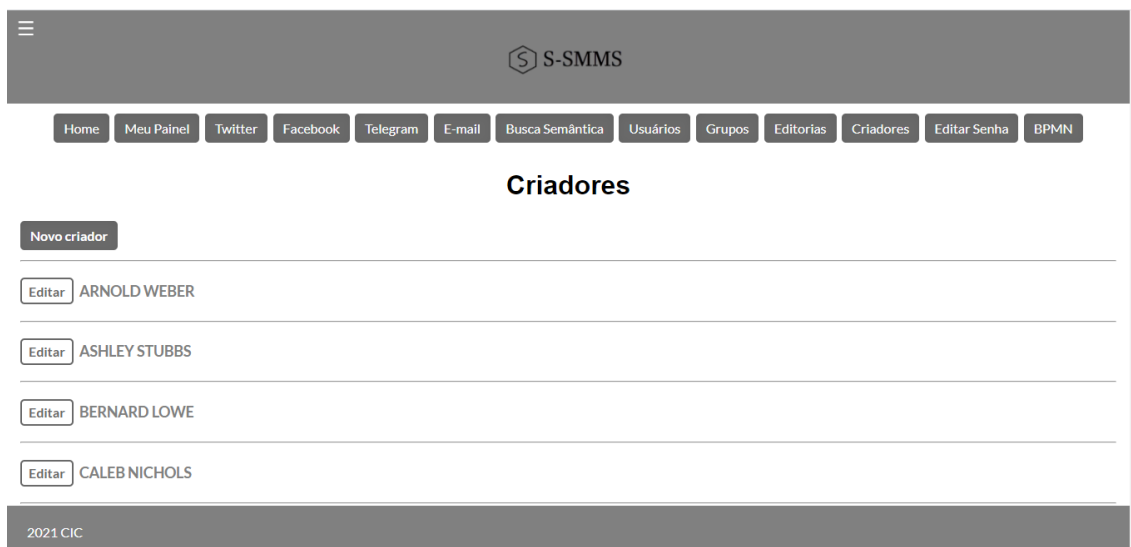 S-SMMS
Home Meu Painel Twitter Facebook Telegram E-mail Busca Semântica Usuários Grupos Editorias Criadores Editar Senha BPMN
Criadores
Novo criador
Editar ARNOLD WEBER
Editar ASHLEY STUBBS
Editar BERNARD LOWE
Editar CALEB NICHOLS
2021 CIC